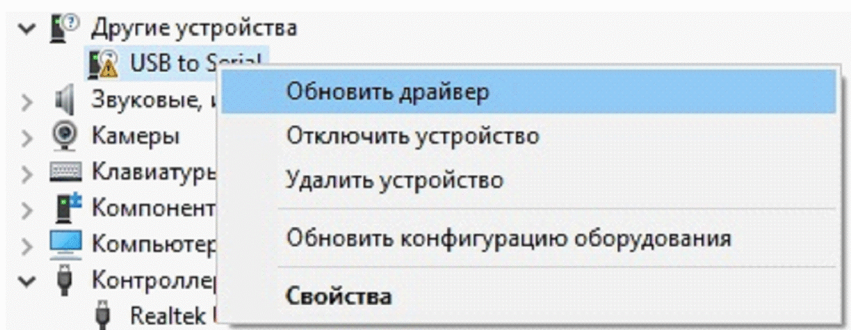 Другие устройства
USB to Serial
Звуковые,
Камеры
Клавиатуры
Компонент
Компьютер
Контроллер
Realtek
Обновить драйвер
Отключить устройство
Удалить устройство
Обновить конфигурацию оборудования
Свойства